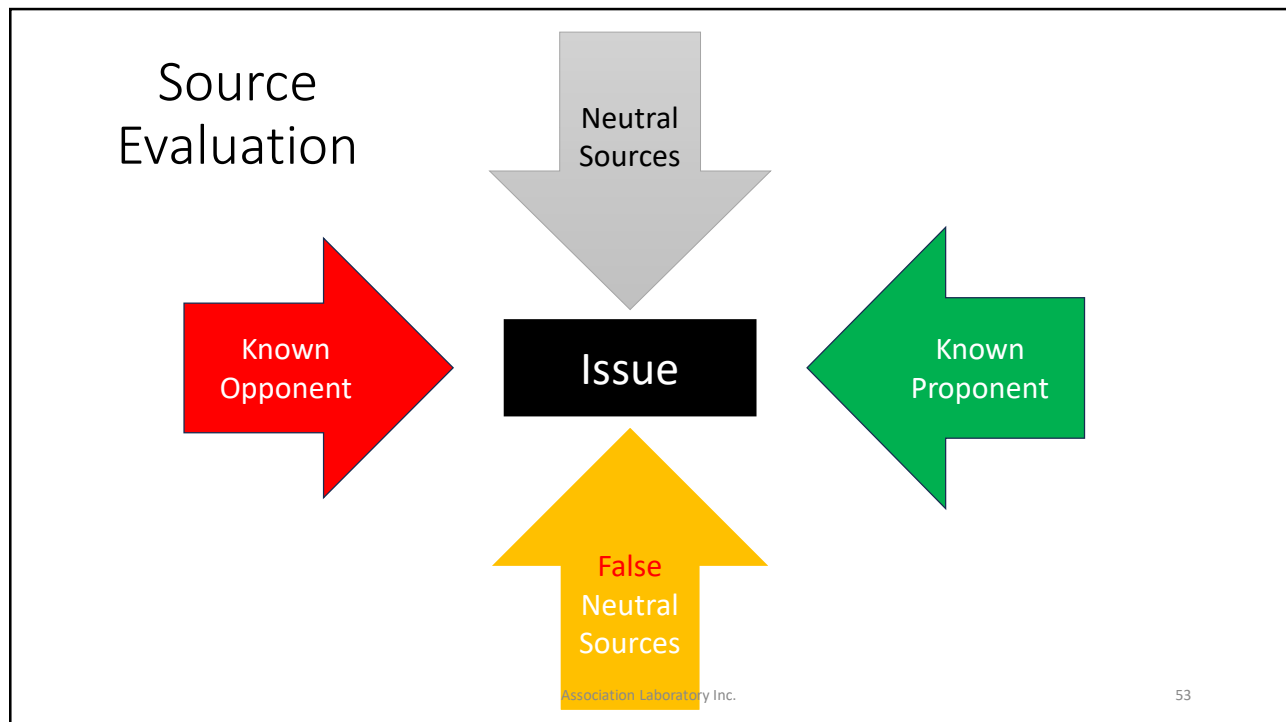 Source
Evaluation
Neutral
Sources
Known
Opponent
Issue
Known
Proponent
False
Neutral
Sources
Association Laboratory Inc.
53